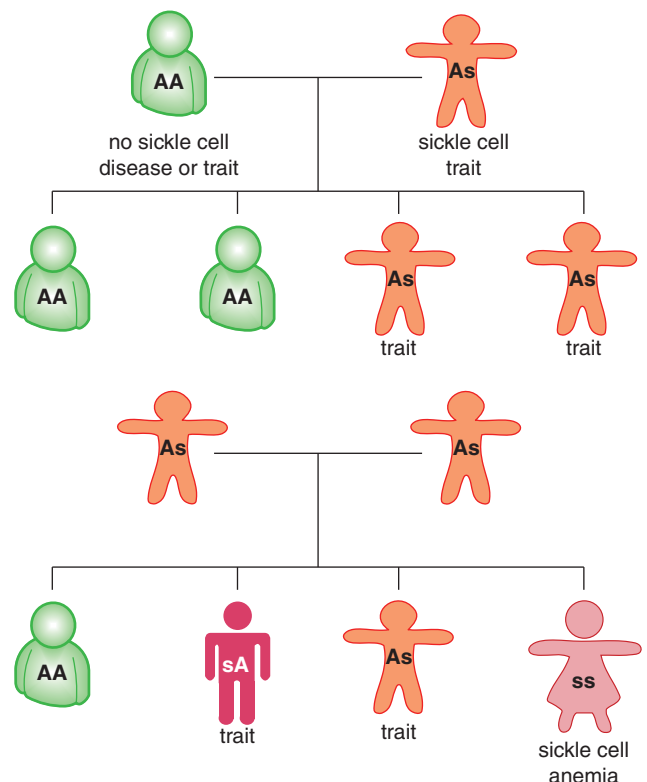 AA
As
no sickle cell
disease or trait
sickle cell
trait
AA
AA
As
As
trait
trait
As
As
AA
sA
As
ss
trait
trait
sickle cell
anemia